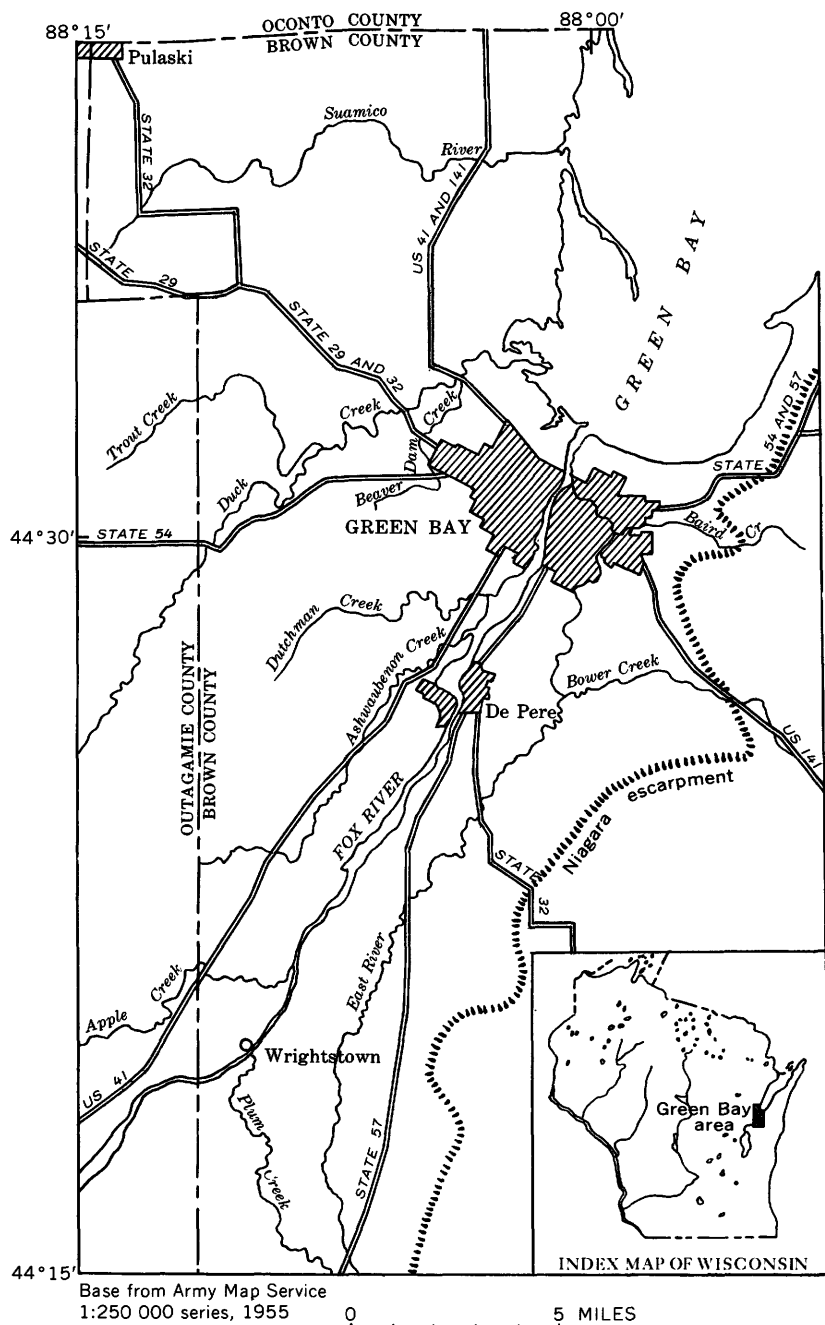 OCONTO COUNTY
88°15′
88°00′
BROWN COUNTY
Pulaski
Suamico
River
STATE 32
US 41 AND 141
STATE 29
GREEN BAY
STATE 29 AND 32
54 AND 57
STATE
Trout Creek
Creek
Creek
Dam
Duck
Beaver
Baird Cr
GREEN BAY
44°30′
STATE 54
Dutchman Creek
Ashwaubenon Creek
Bower Creek
De Pere
US 141
OUTAGAMIE COUNTY
BROWN COUNTY
FOX RIVER
Niagara escarpment
STATE 32
East River
Apple Creek
Wrightstown
US 41
Plum Creek
STATE 57
Green Bay
area
INDEX MAP OF WISCONSIN
44°15′
Base from Army Map Service
1:250 000 series, 1955
0 5 MILES